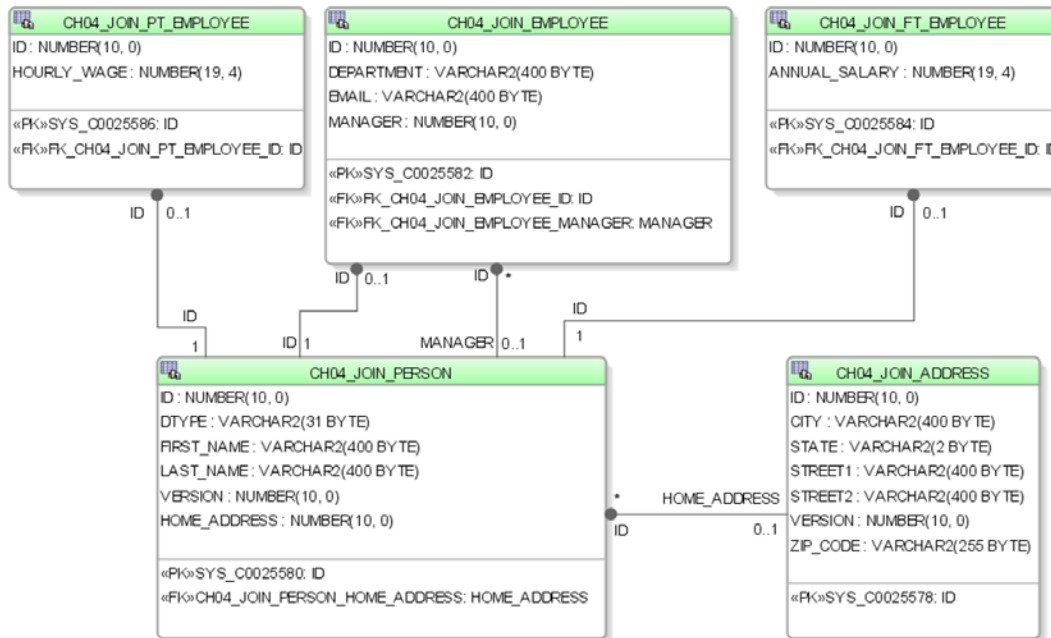 CH04_JOIN_PT_EMPLOYEE
ID : NUMBER(10, 0)
HOURLY_WAGE : NUMBER(19, 4)
«PK»SYS_C0025586: ID
«FK»FK_CH04_JOIN_PT_EMPLOYEE_ID: ID
CH04_JOIN_EMPLOYEE
ID : NUMBER(10, 0)
DEPARTMENT : VARCHAR2(400 BYTE)
EMAIL : VARCHAR2(400 BYTE)
MANAGER : NUMBER(10, 0)
«PK»SYS_C0025582: ID
«FK»FK_CH04_JOIN_EMPLOYEE_ID: ID
«FK»FK_CH04_JOIN_EMPLOYEE_MANAGER: MANAGER
CH04_JOIN_FT_EMPLOYEE
ID : NUMBER(10, 0)
ANNUAL_SALARY : NUMBER(19, 4)
«PK»SYS_C0025584: ID
«FK»FK_CH04_JOIN_FT_EMPLOYEE_ID: ID
ID 0..1
ID 0..1
ID *
ID 0..1
ID
1
ID 1
MANAGER 0..1
ID
1
CH04_JOIN_PERSON
ID : NUMBER(10, 0)
DTYPE : VARCHAR2(31 BYTE)
FIRST_NAME : VARCHAR2(400 BYTE)
LAST_NAME : VARCHAR2(400 BYTE)
VERSION : NUMBER(10, 0)
HOME_ADDRESS : NUMBER(10, 0)
«PK»SYS_C0025580: ID
«FK»CH04_JOIN_PERSON_HOME_ADDRESS: HOME_ADDRESS
* HOME_ADDRESS
ID 0..1
CH04_JOIN_ADDRESS
ID : NUMBER(10, 0)
CITY : VARCHAR2(400 BYTE)
STATE : VARCHAR2(2 BYTE)
STREET1 : VARCHAR2(400 BYTE)
STREET2 : VARCHAR2(400 BYTE)
VERSION : NUMBER(10, 0)
ZIP_CODE : VARCHAR2(255 BYTE)
«PK»SYS_C0025578: ID